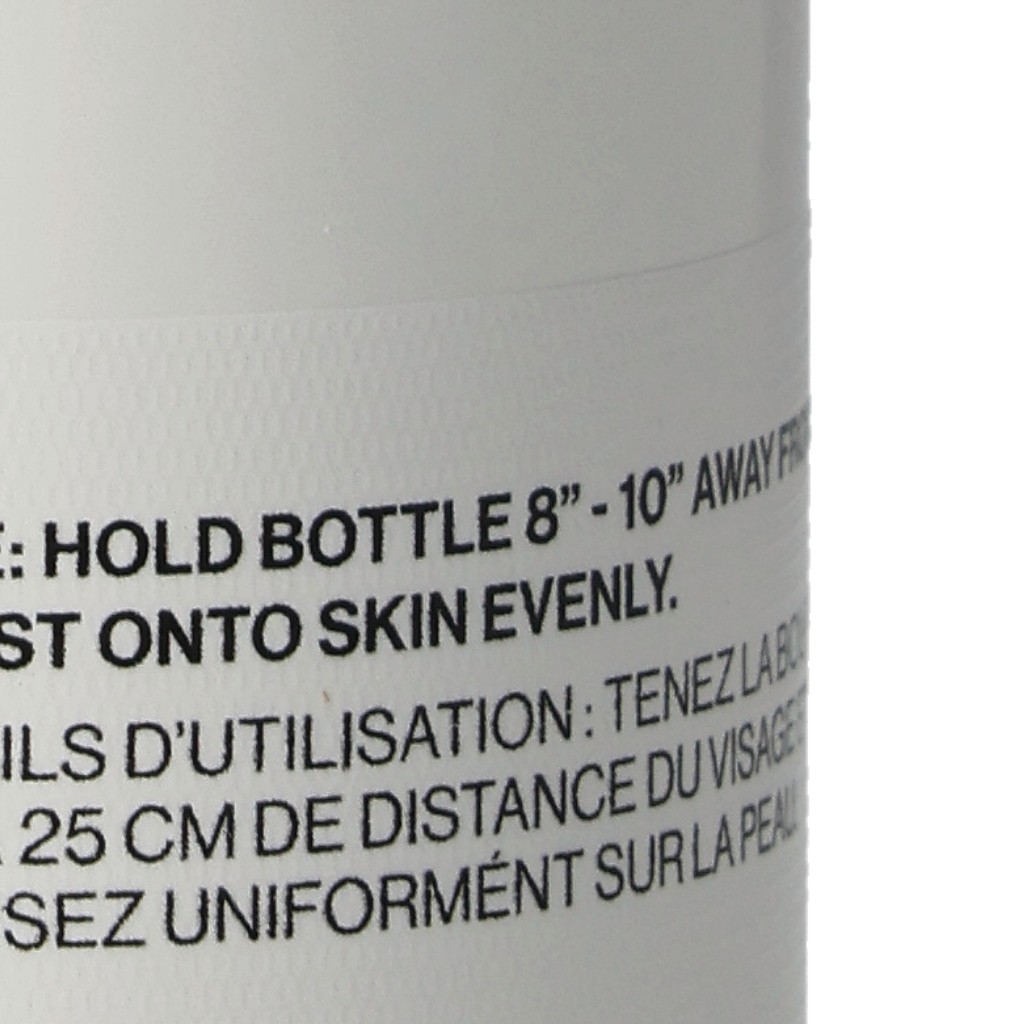 E: HOLD BOTTLE 8” - 10” AWAY
ST ONTO SKIN EVENLY.
ILS D’UTILISATION : TENEZ LA
25 CM DE DISTANCE DU VISAGE
SEZ UNIFORMÉNT SUR LA PEAU